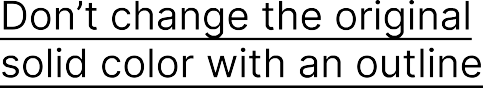 Don’t change the original
solid color with an outline